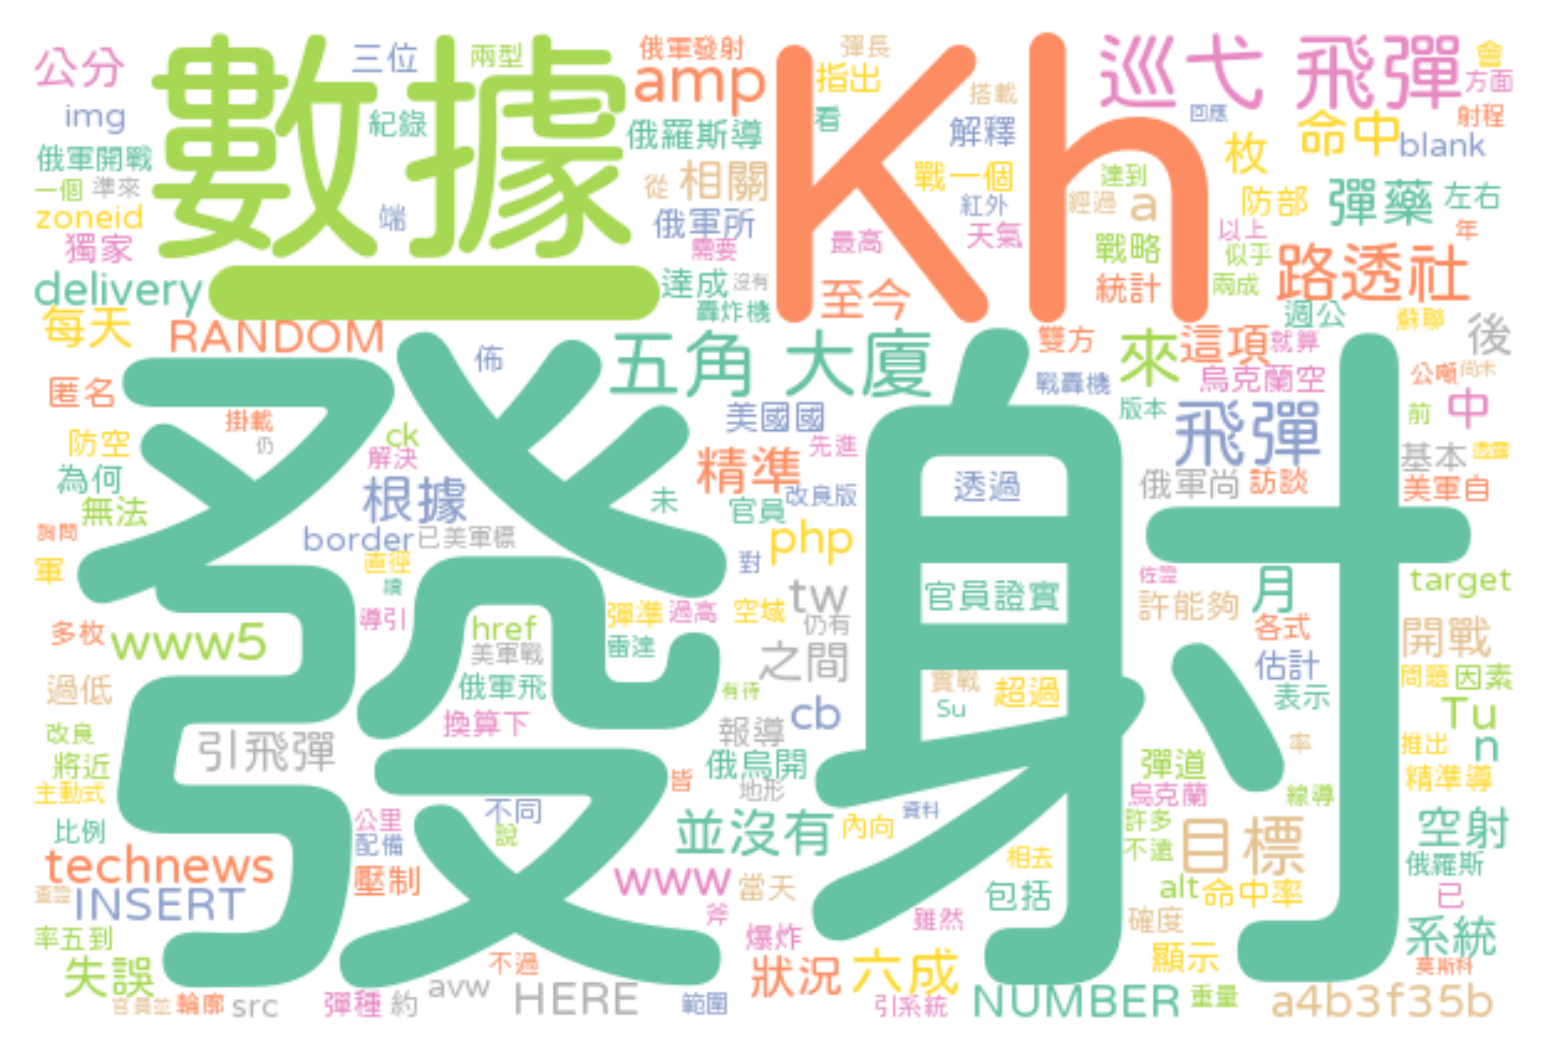 公分
數據
三位
兩型
俄軍發射
彈長
amp
指出
Kh
巡弋
飛彈
會
方面
img
紀錄
俄羅斯導
看
搭載
解釋
回應
命中
射程
blank
俄軍開戰
一個
準來
相關
從
戰一個
達到
枚
防部
彈藥
左右
zoneid
端
俄軍所
紅外
經過
a
以上
年
獨家
需要
最高
天氣
戰略
似乎
路透社
delivery
達成
沒有
轟炸機
至今
統計
兩成
週公
蘇聯
每天
RANDOM
佈
五角
大廈
雙方
來
這項
就算
後
匿名
發射
戰轟機
烏克蘭空
公噸
尚未
掛載
仍
美國國
版本
飛彈
前
中
防空
ck
解決
精準
先進
基本
透露
為何
根據
未
改良版
透過
俄軍尚
訪談
美軍自
無法
官員
詢問
border
已美軍標
php
軍
直徑
對
佐證
target
讀
tw
官員證實
許能夠
月
導引
彈準
過高
空域
仍有
多枚
www5
href
美軍戰
雷達
之間
各式
開戰
估計
過低
俄軍飛
有待
實戰
超過
表示
問題
因素
換算下
cb
Su
Tu
改良
引飛彈
報導
率
推出
n
將近
俄烏開
彈道
主動式
皆
地形
烏克蘭
線導
精準導
比例
公里
不同
資料
許多
配備
說
並沒有
內向
不遠
目標
空射
technews
壓制
www
當天
相去
俄羅斯
查證
INSERT
包括
alt
命中率
已
斧
雖然
確度
率五到
爆炸
系統
失誤
不過
狀況
六成
顯示
莫斯科
官員並
輪廓
src
彈種
約
avw
HERE
範圍
引系統
NUMBER
重量
a4b3f35b